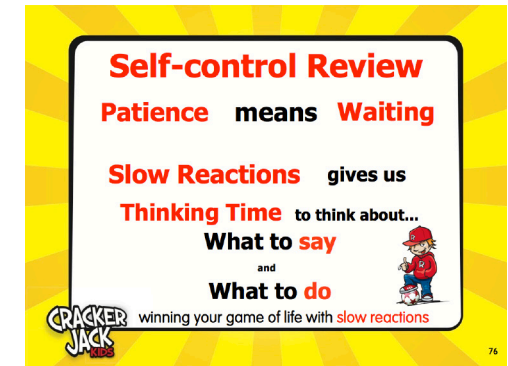 Self-control Review
Patience means Waiting
Slow Reactions gives us
Thinking Time to think about...
What to say
and
What to do
winning your game of life with slow reactions
CRACKER
JACK
KIDS
76